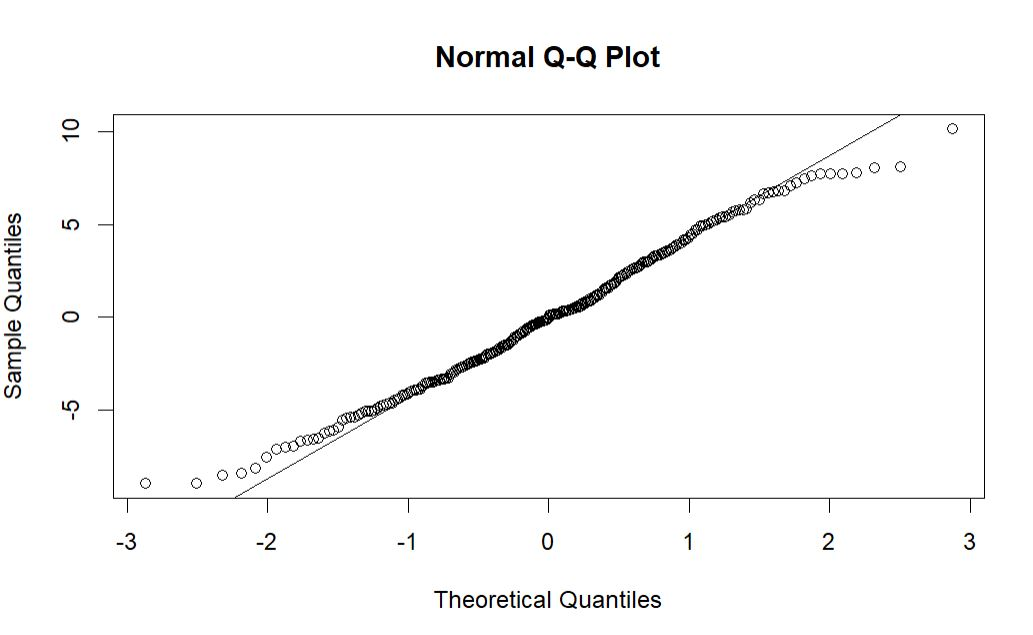 Normal Q-Q Plot
Sample Quantiles
10
5
0
-5
-3 -2 -1 0 1 2 3
Theoretical Quantiles